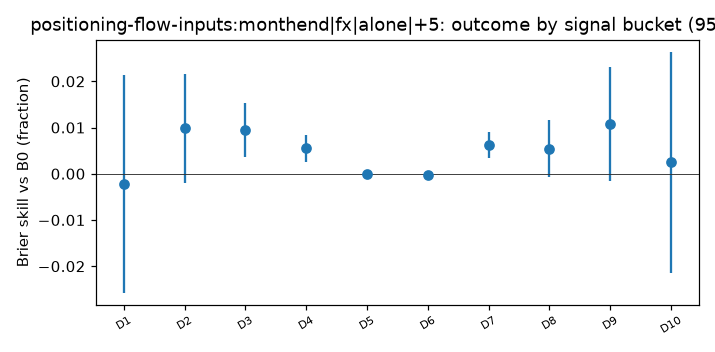 positioning-flow-inputs:monthend|fx|alone|+5: outcome by signal bucket (95
Brier skill vs B0 (fraction)
0.02
0.01
0.00
−0.01
−0.02
D1 D2 D3 D4 D5 D6 D7 D8 D9 D10